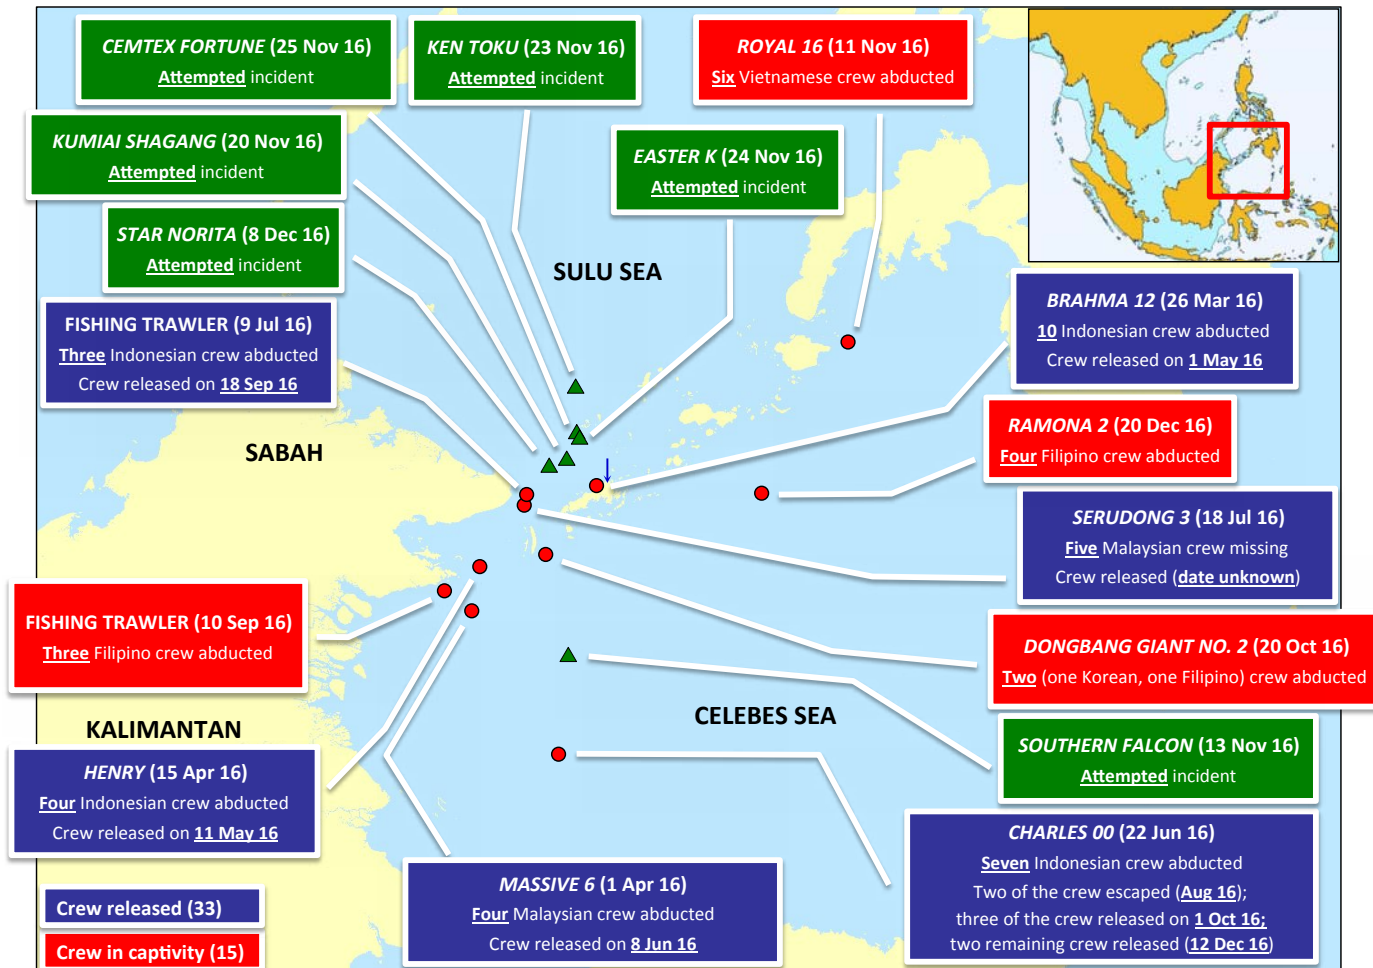 CEMTEX FORTUNE (25 Nov 16)
Attempted incident
KEN TOKU (23 Nov 16)
Attempted incident
ROYAL 16 (11 Nov 16)
Six Vietnamese crew abducted
KUMIAI SHAGANG (20 Nov 16)
Attempted incident
EASTER K (24 Nov 16)
Attempted incident
STAR NORITA (8 Dec 16)
Attempted incident
SULU SEA
FISHING TRAWLER (9 Jul 16)
Three Indonesian crew abducted
Crew released on 18 Sep 16
BRAHMA 12 (26 Mar 16)
10 Indonesian crew abducted
Crew released on 1 May 16
SABAH
RAMONA 2 (20 Dec 16)
Four Filipino crew abducted
SERUDONG 3 (18 Jul 16)
Five Malaysian crew missing
Crew released (date unknown)
FISHING TRAWLER (10 Sep 16)
Three Filipino crew abducted
DONGBANG GIANT NO. 2 (20 Oct 16)
Two (one Korean, one Filipino) crew abducted
KALIMANTAN
CELEBES SEA
SOUTHERN FALCON (13 Nov 16)
Attempted incident
HENRY (15 Apr 16)
Four Indonesian crew abducted
Crew released on 11 May 16
CHARLES 00 (22 Jun 16)
Seven Indonesian crew abducted
Two of the crew escaped (Aug 16);
three of the crew released on 1 Oct 16;
two remaining crew released (12 Dec 16)
MASSIVE 6 (1 Apr 16)
Four Malaysian crew abducted
Crew released on 8 Jun 16
Crew released (33)
Crew in captivity (15)